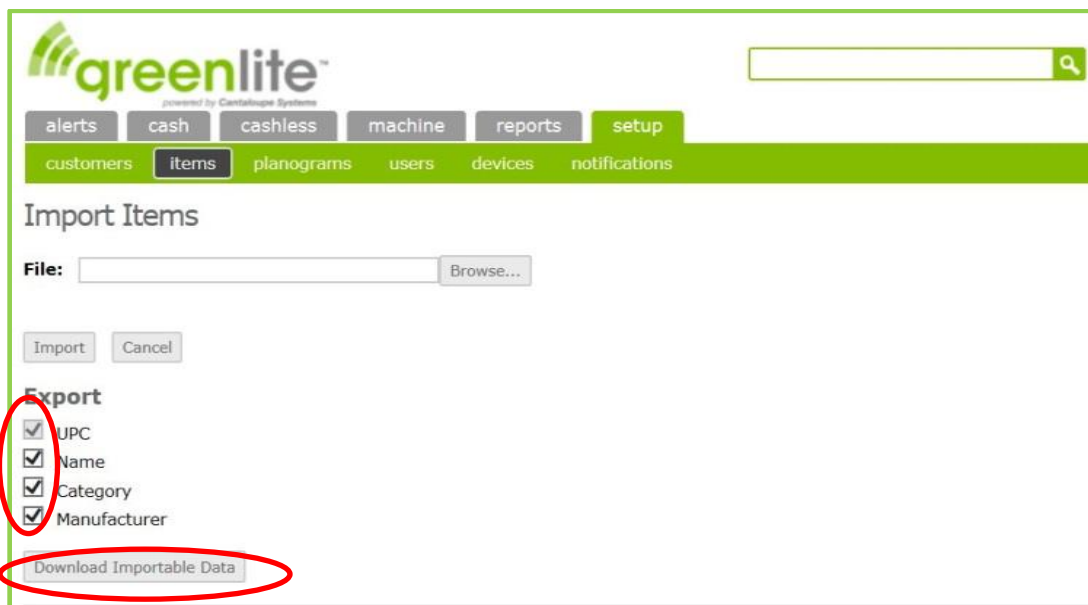 greenlite™
powered by Cantaloupe Systems
alerts cash cashless machine reports setup
customers items planograms users devices notifications
Import Items
File: Browse...
Import Cancel
Export
UPC
Name
Category
Manufacturer
Download Importable Data